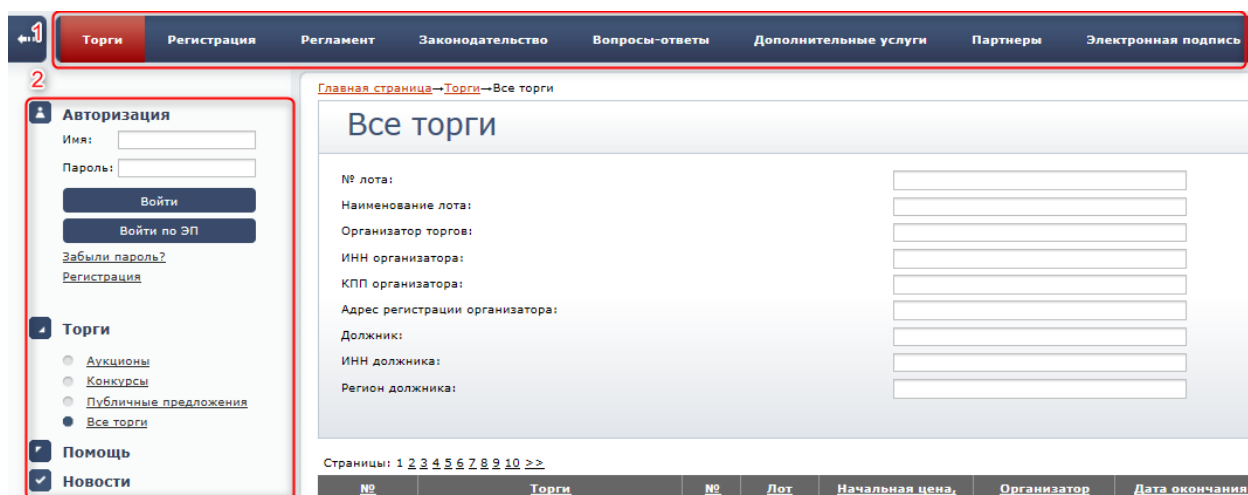 1
Торги Регистрация Регламент Законодательство Вопросы-ответы Дополнительные услуги Партнеры Электронная подпись
2
Авторизация
Имя:
Пароль:
Войти
Войти по ЭП
Забыли пароль?
Регистрация
Торги
Аукционы
Конкурсы
Публичные предложения
Все торги
Помощь
Новости
Главная страница→Торги→Все торги
Все торги
№ лота:
Наименование лота:
Организатор торгов:
ИНН организатора:
КПП организатора:
Адрес регистрации организатора:
Должник:
ИНН должника:
Регион должника:
Страницы: 1 2 3 4 5 6 7 8 9 10 >>
№ Торги № Лот Начальная цена, Организатор Дата окончания